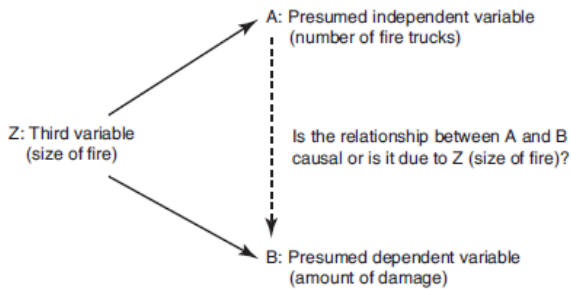 A: Presumed independent variable
(number of fire trucks)
Z: Third variable
(size of fire)
Is the relationship between A and B
causal or is it due to Z (size of fire)?
B: Presumed dependent variable
(amount of damage)